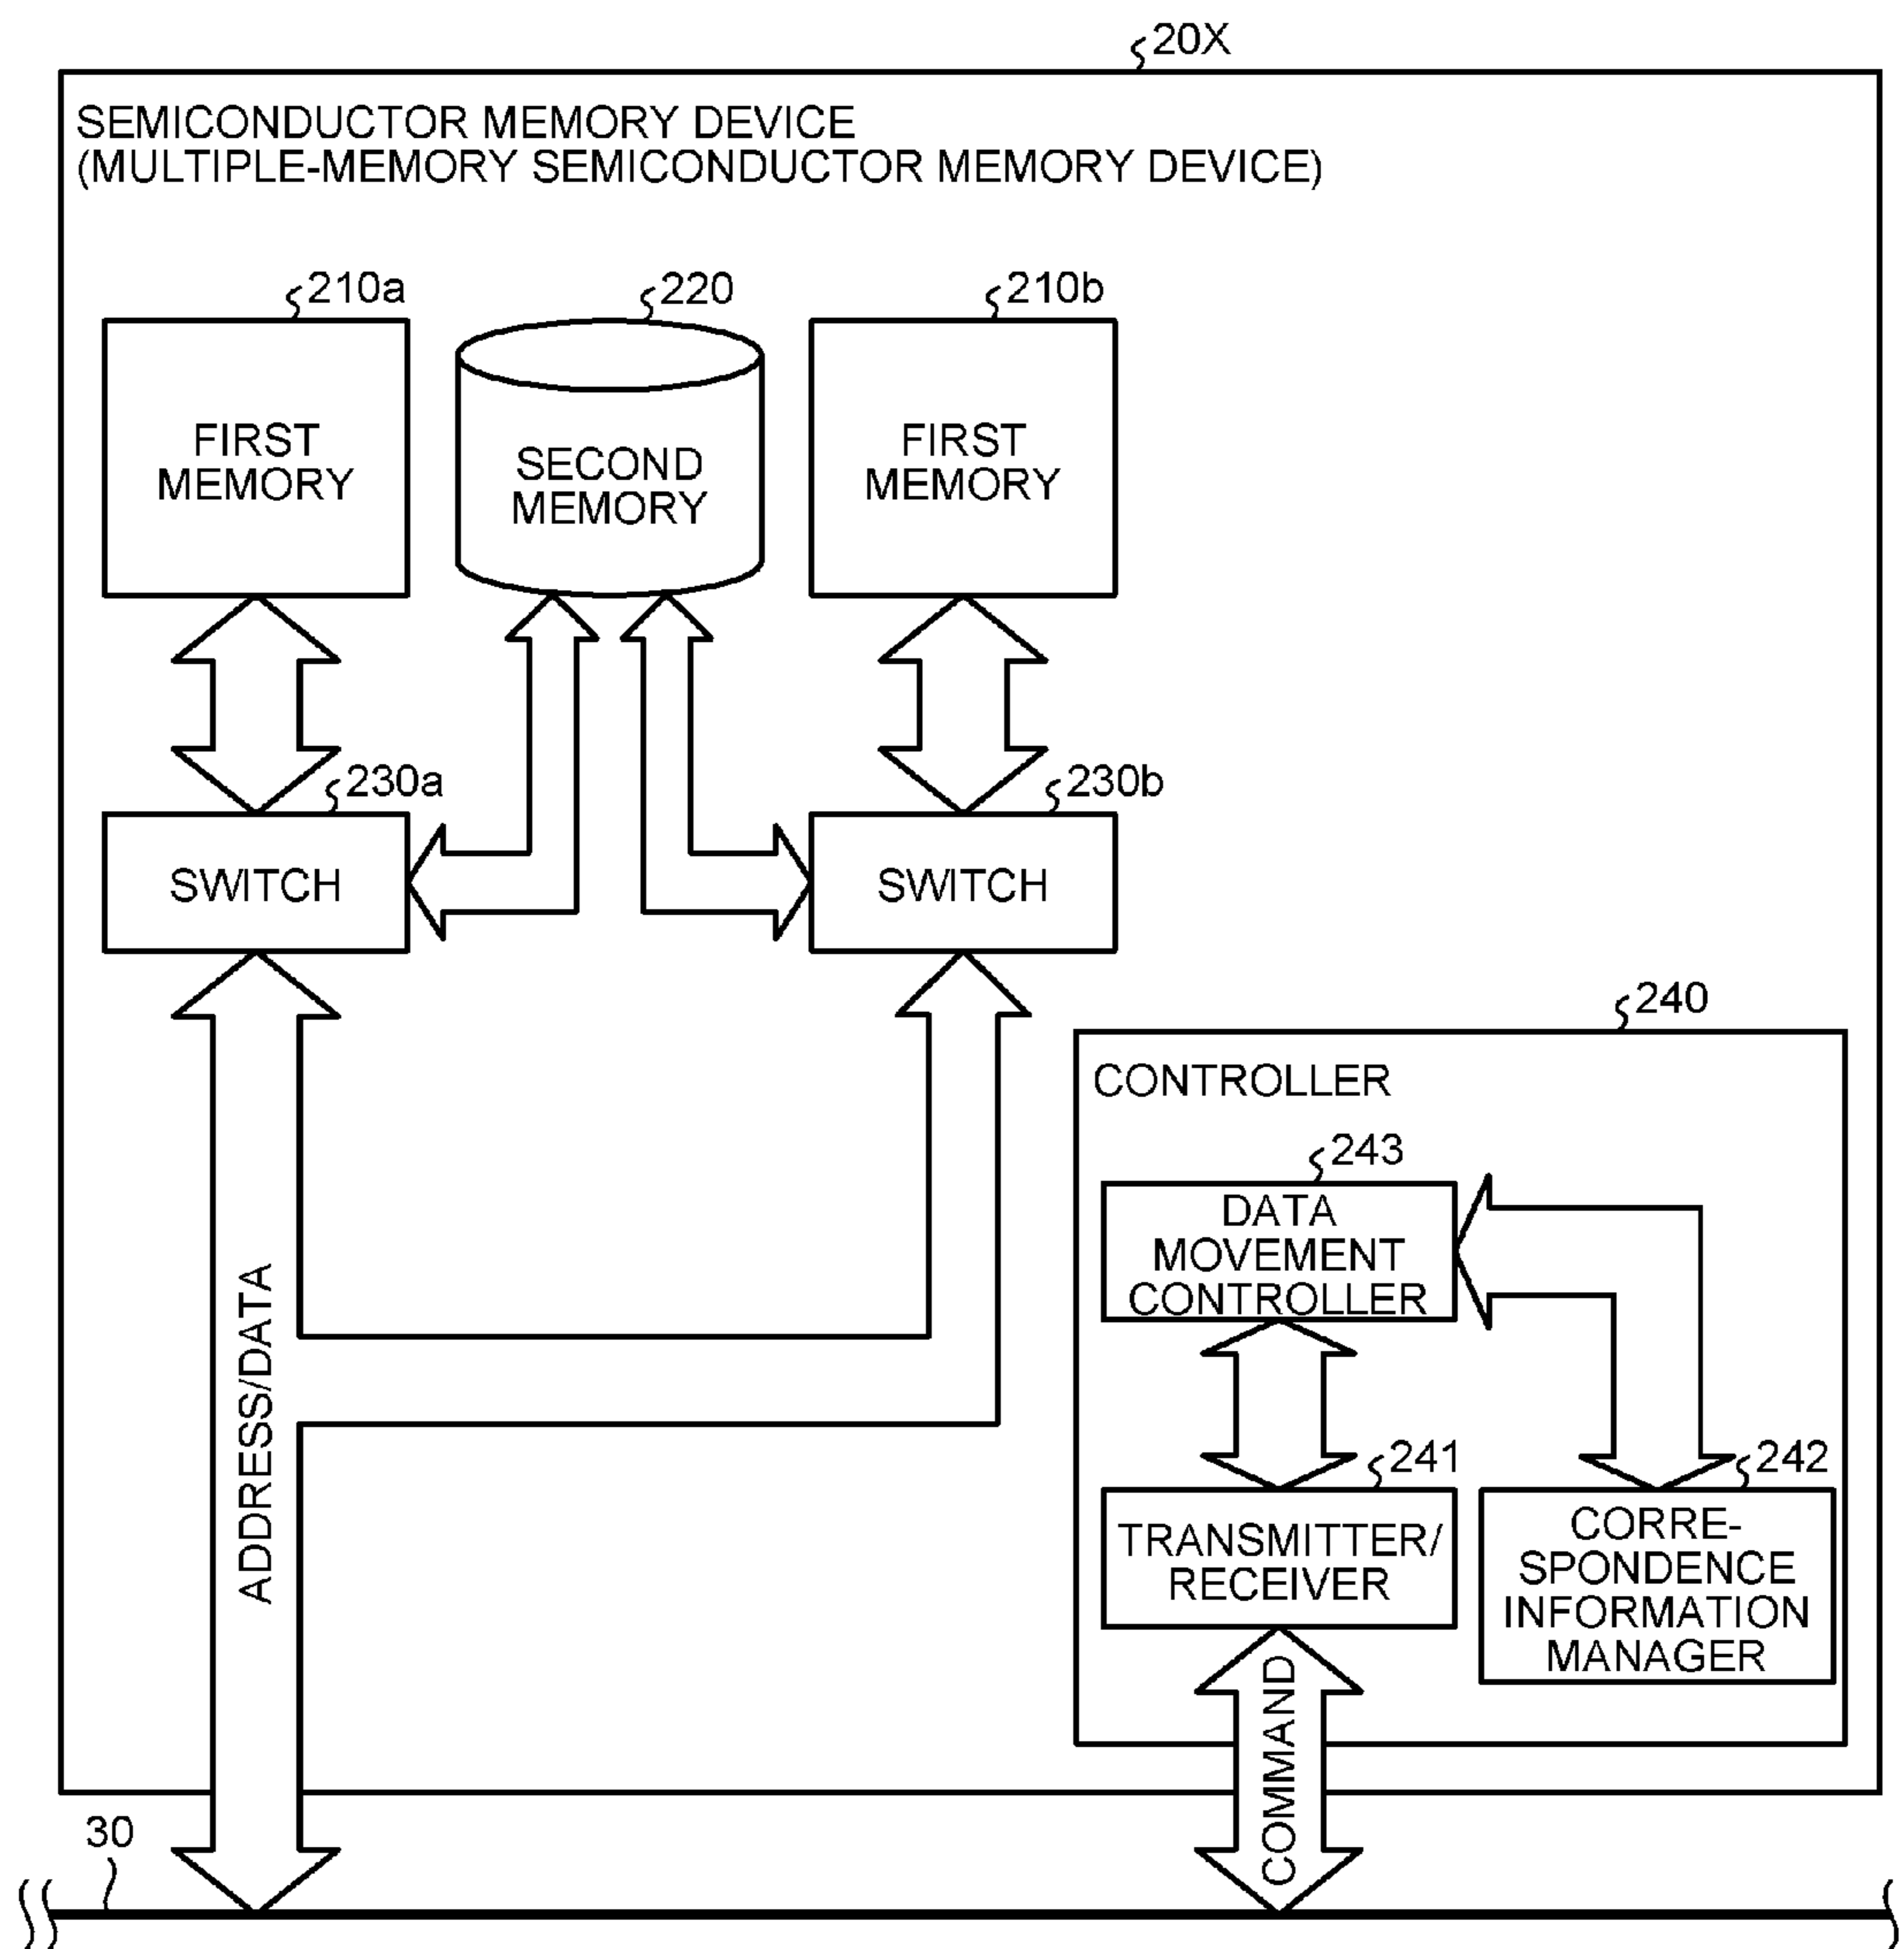 20X
SEMICONDUCTOR MEMORY DEVICE
(MULTIPLE-MEMORY SEMICONDUCTOR MEMORY DEVICE)
210a
220
210b
FIRST
MEMORY
SECOND
MEMORY
FIRST
MEMORY
230a
230b
SWITCH
SWITCH
240
CONTROLLER
243
DATA
MOVEMENT
CONTROLLER
ADDRESS/DATA
241
242
TRANSMITTER/
RECEIVER
CORRE-
SPONDENCE
INFORMATION
MANAGER
COMMAND
30